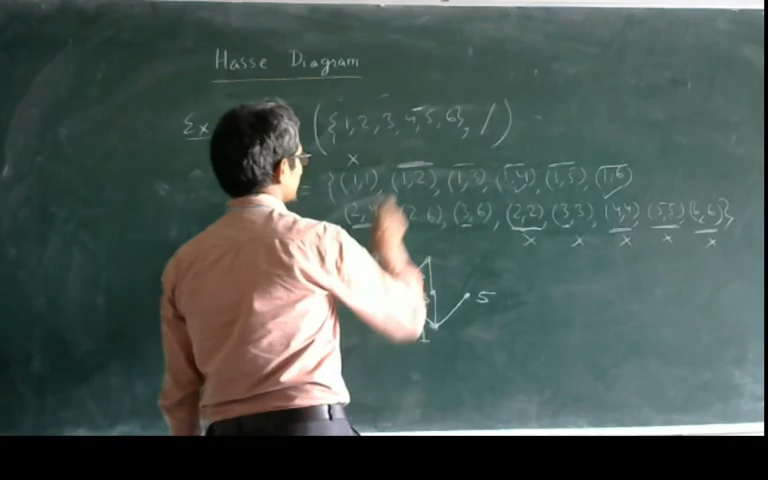 Hasse Diagram
Ex ({1, 2, 3, 4, 5, 6}, /)
x
= {(1,1), (1,2), (1,3), (1,4), (1,5), (1,6)
(2, 2 6), (3,6), (2,2) (3,3), (4,4) (5,5) (6,6)},
x x x x x
5
1